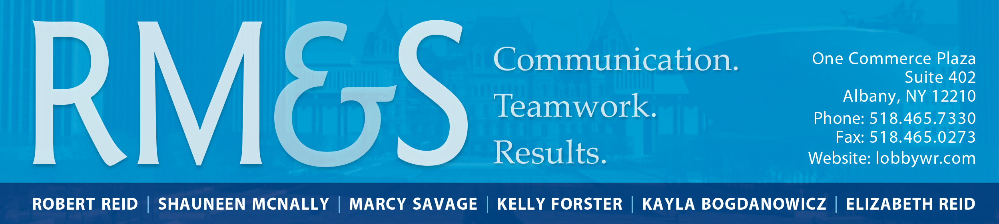 RM&S
Communication.
Teamwork.
Results.
One Commerce Plaza
Suite 402
Albany, NY 12210
Phone: 518.465.7330
Fax: 518.465.0273
Website: lobbywr.com
ROBERT REID | SHAUNEEN MCNALLY | MARCY SAVAGE | KELLY FORSTER | KAYLA BOGDANOWICZ | ELIZABETH REID